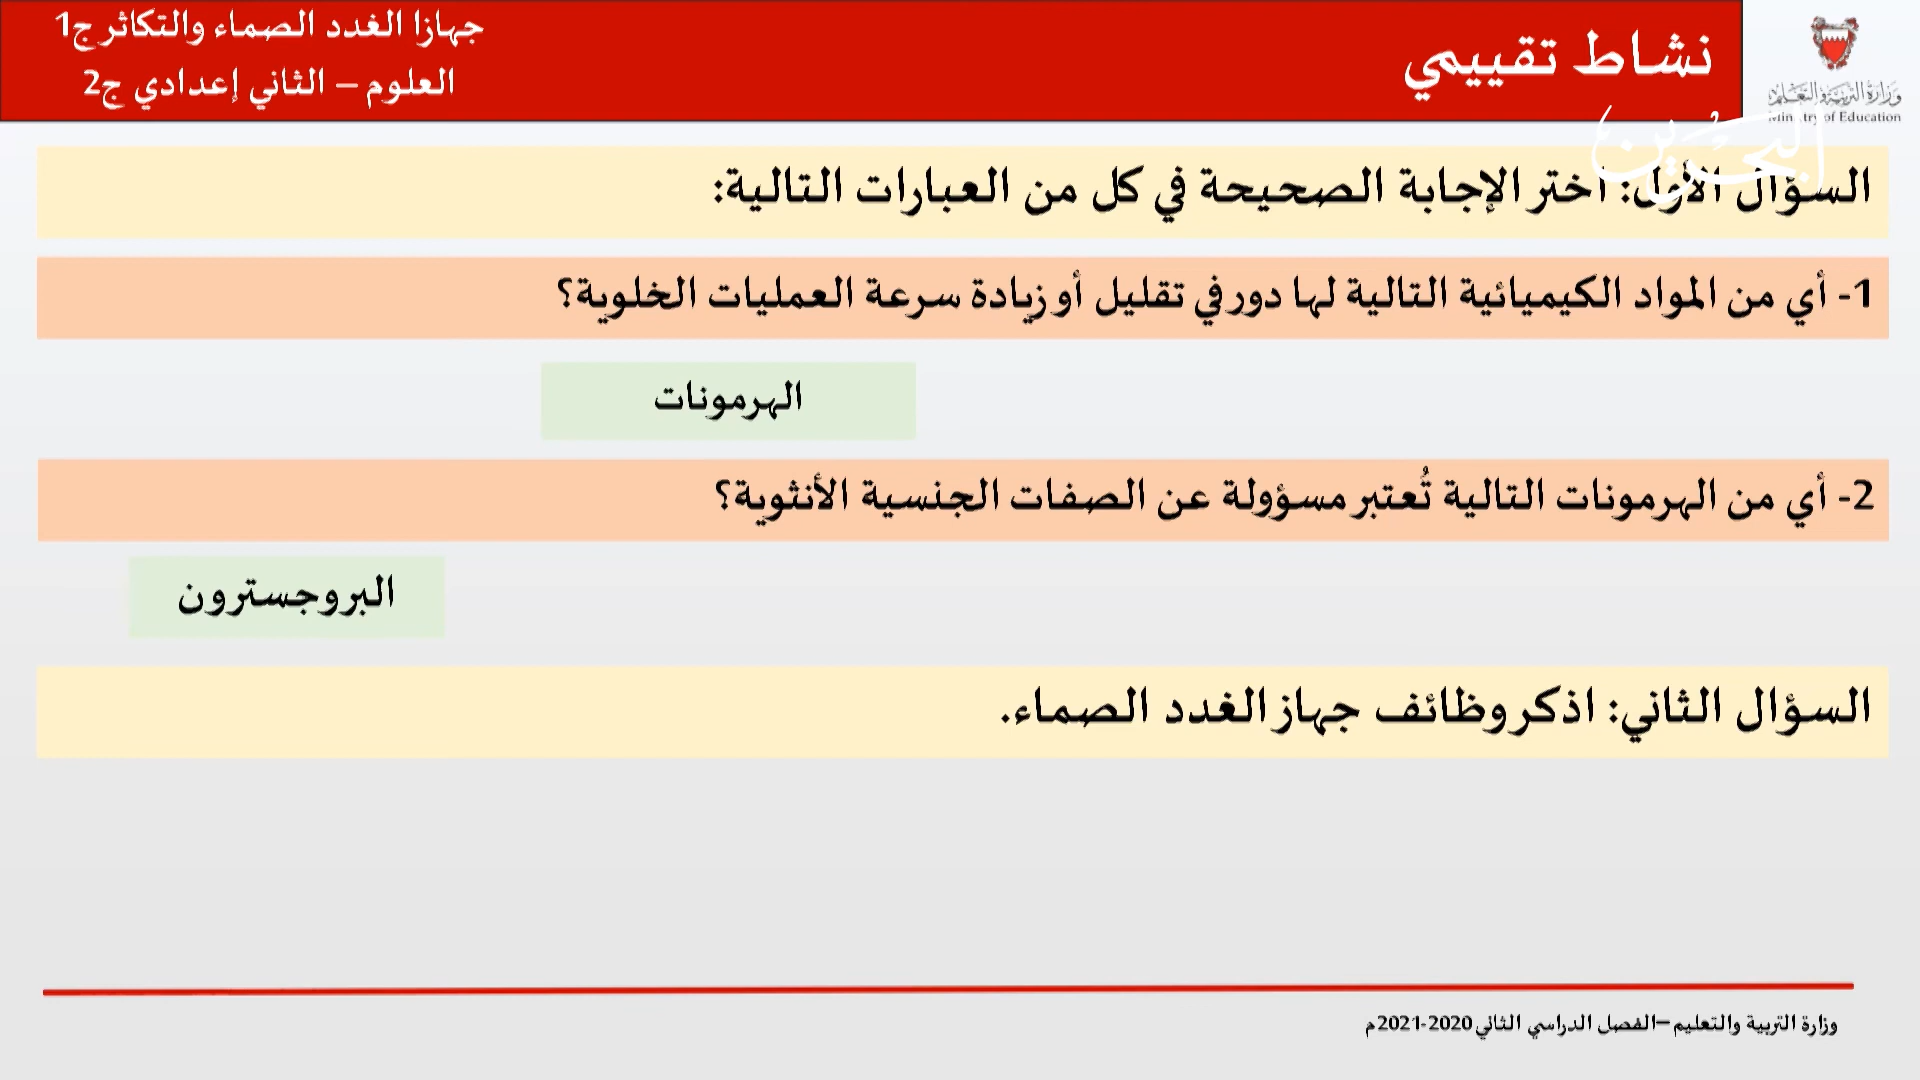 جهازا الغدد الصماء والتكاثر ج1
العلوم – الثاني إعدادي ج2
نشاط تقييمي
وزارة التربية والتعليم
Ministry of Education
البحرين
السؤال الأول: اختر الإجابة الصحيحة في كل من العبارات التالية:
1- أي من المواد الكيميائية التالية لها دور في تقليل أو زيادة سرعة العمليات الخلوية؟
الهرمونات
2- أي من الهرمونات التالية تُعتبر مسؤولة عن الصفات الجنسية الأنثوية؟
البروجسترون
السؤال الثاني: اذكر وظائف جهاز الغدد الصماء.
وزارة التربية والتعليم –الفصل الدراسي الثاني 2020-2021م